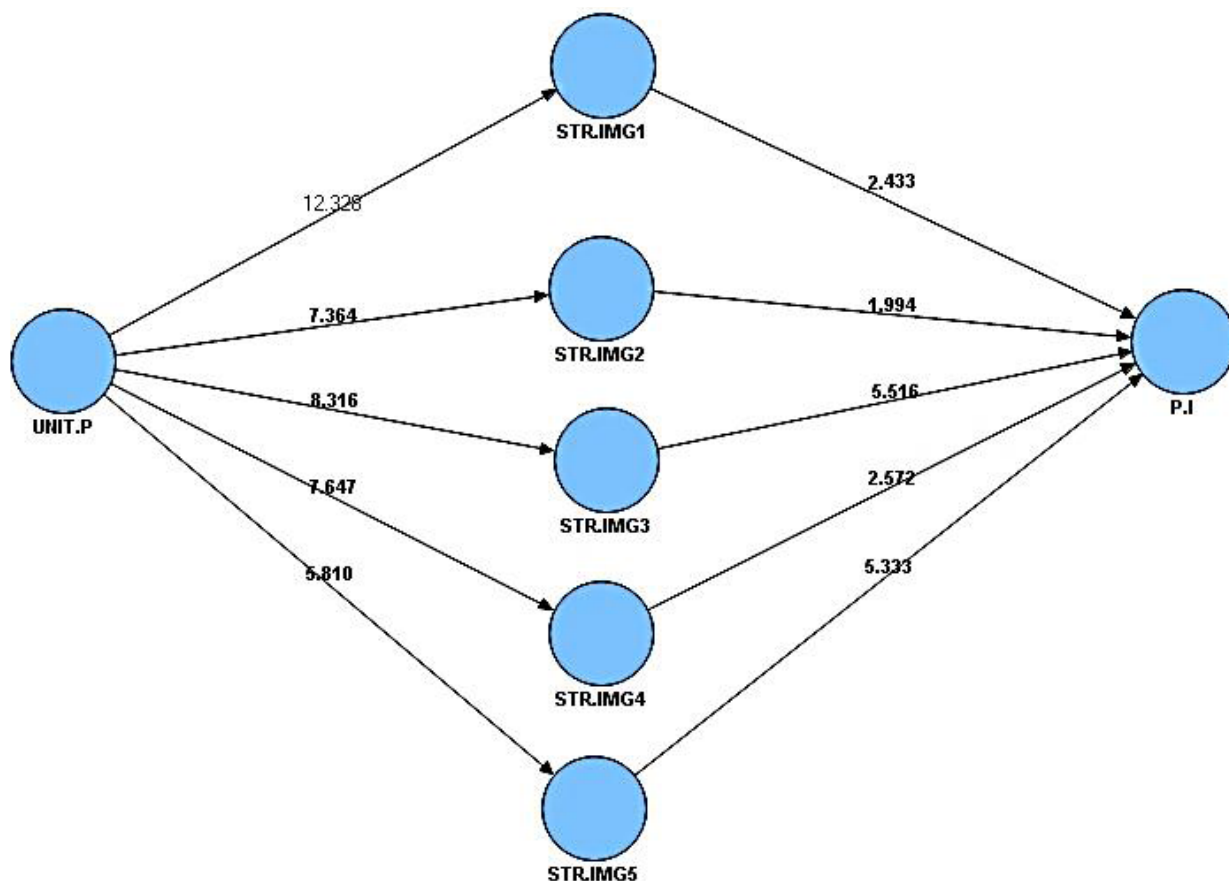 STR.IMG1
12.328
2.433
7.364
1.994
STR.IMG2
UNIT.P
8.316
5.516
P.I
STR.IMG3
7.647
2.572
5.810
5.333
STR.IMG4
STR.IMG5